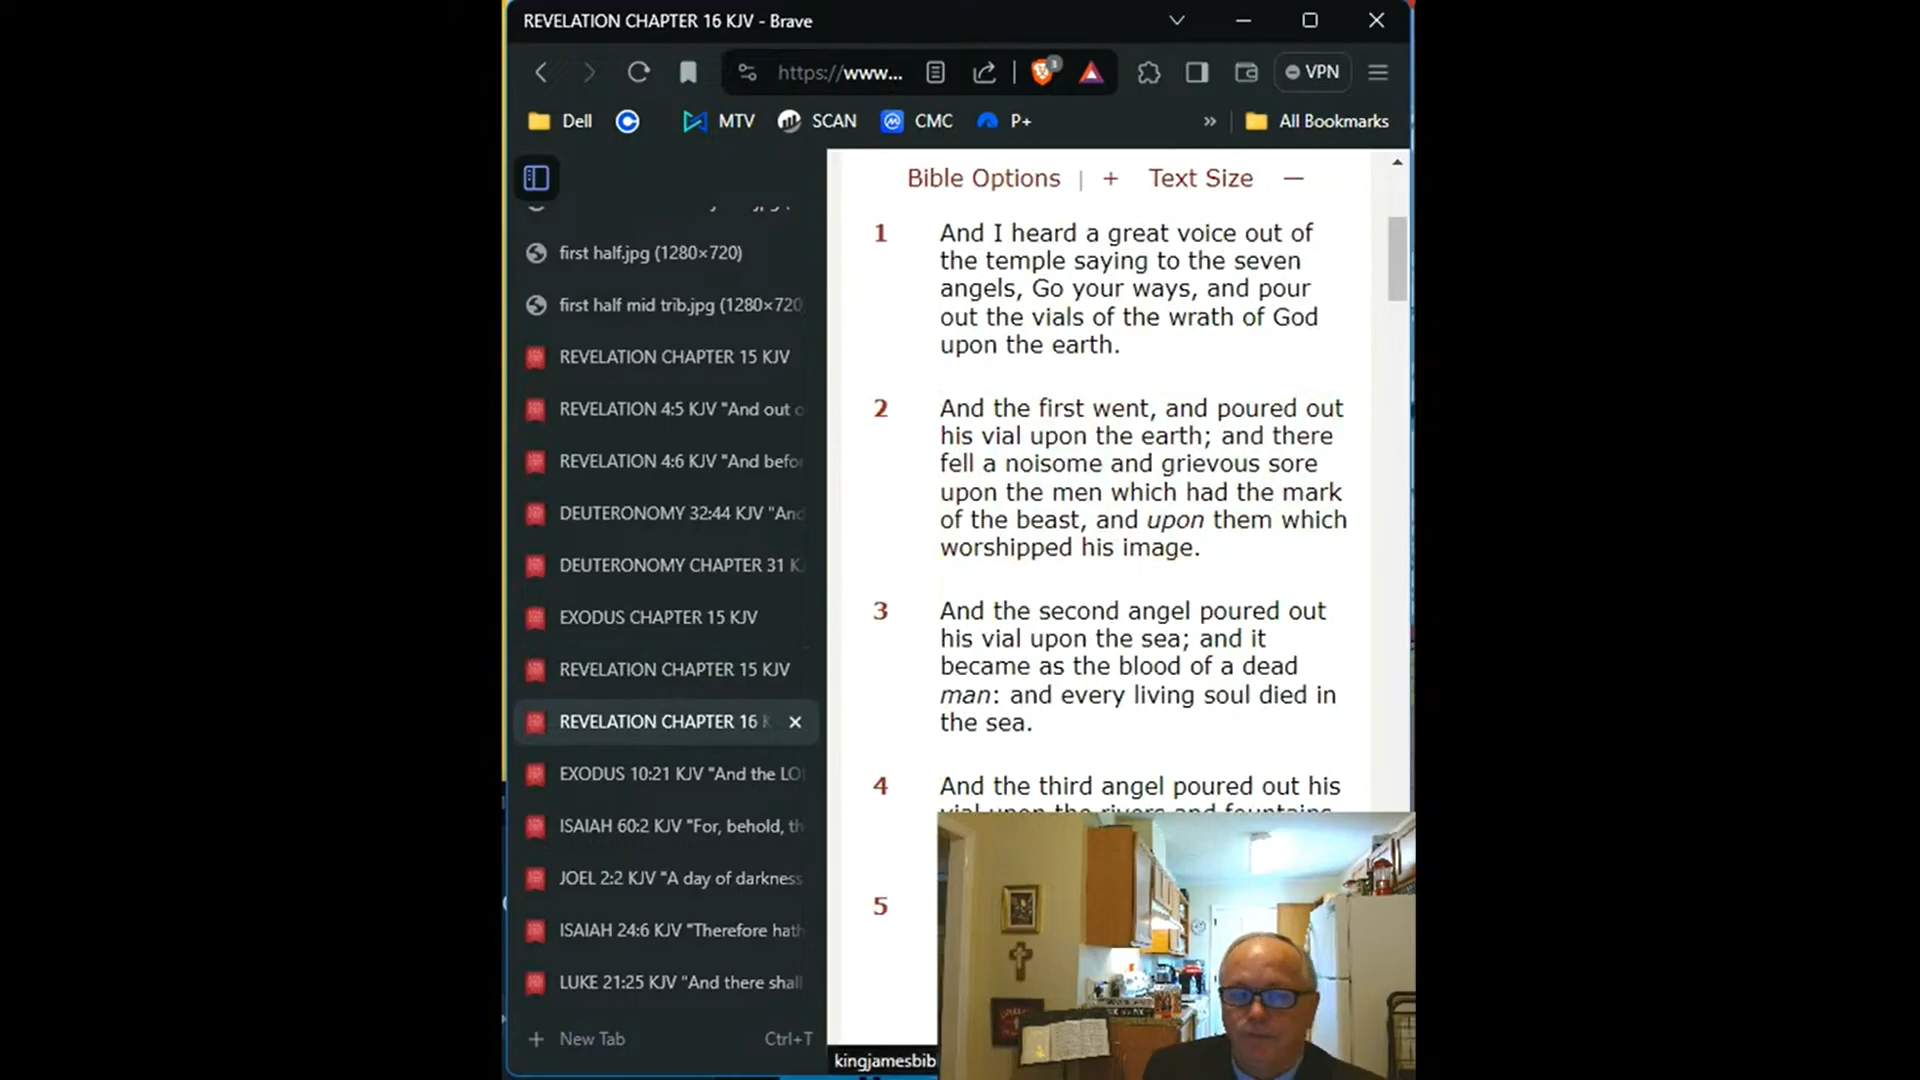 REVELATION CHAPTER 16 KJV - Brave
https://www...
3
VPN
Dell
MTV
SCAN
CMC
P+
»
All Bookmarks
first half.jpg (1280×720)
first half mid trib.jpg (1280×720
REVELATION CHAPTER 15 KJV
REVELATION 4:5 KJV "And out o
REVELATION 4:6 KJV "And befor
DEUTERONOMY 32:44 KJV "And
DEUTERONOMY CHAPTER 31 K
EXODUS CHAPTER 15 KJV
REVELATION CHAPTER 15 KJV
REVELATION CHAPTER 16 K
EXODUS 10:21 KJV "And the LO
ISAIAH 60:2 KJV "For, behold, th
JOEL 2:2 KJV "A day of darkness
ISAIAH 24:6 KJV "Therefore hath
LUKE 21:25 KJV "And there shall
+ New Tab Ctrl+T
Bible Options | + Text Size —
1 And I heard a great voice out of
the temple saying to the seven
angels, Go your ways, and pour
out the vials of the wrath of God
upon the earth.
2 And the first went, and poured out
his vial upon the earth; and there
fell a noisome and grievous sore
upon the men which had the mark
of the beast, and upon them which
worshipped his image.
3 And the second angel poured out
his vial upon the sea; and it
became as the blood of a dead
man: and every living soul died in
the sea.
4 And the third angel poured out his
vial upon the rivers and fountains
5
kingjamesbib